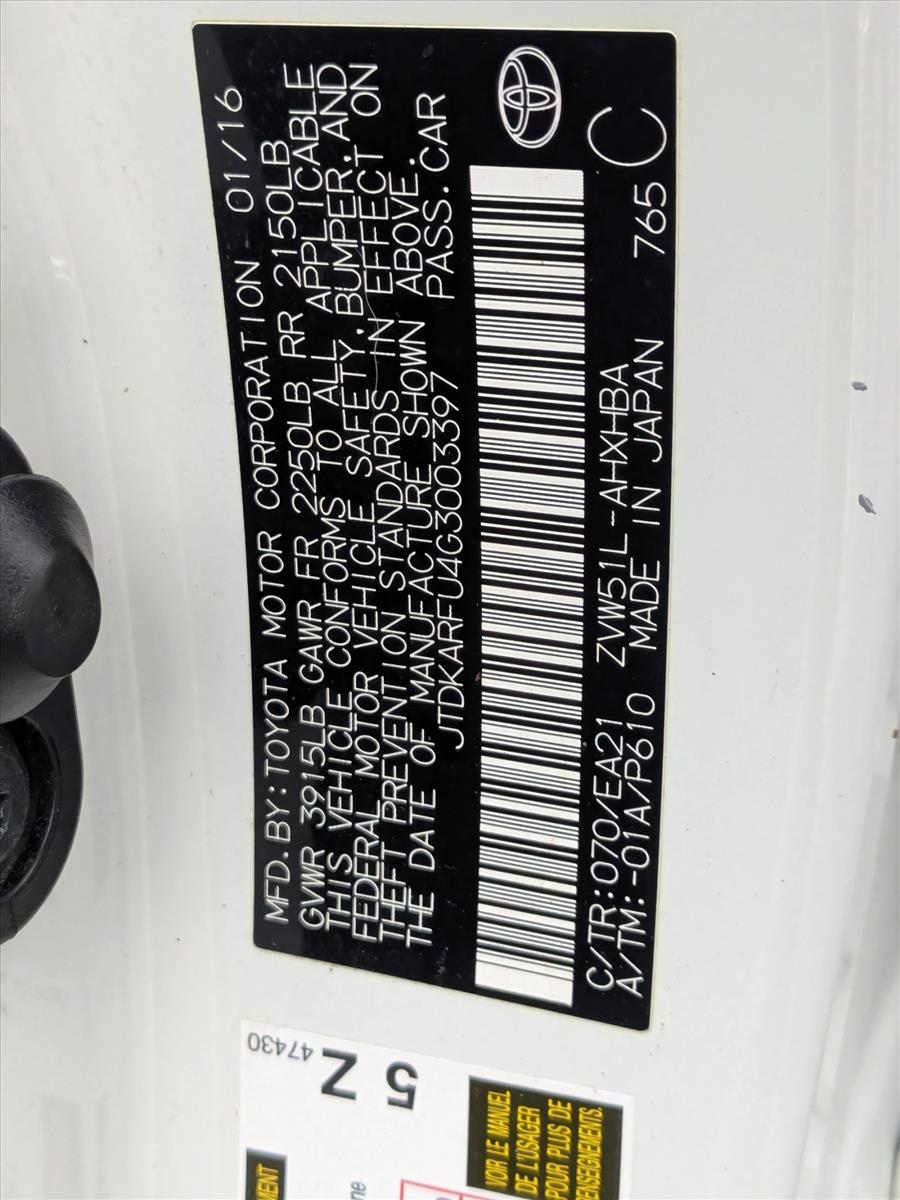 MFD.BY:TOYOTA MOTOR CORPORATION 01/16
GVWR 3915LB GAWR FR 2250LB RR 2150LB
THIS VEHICLE CONFORMS TO ALL APPLICABLE
FEDERAL MOTOR VEHICLE SAFETY,BUMPER,AND
THEFT PREVENTION STANDARDS IN EFFECT ON
THE DATE OF MANUFACTURE SHOWN ABOVE.
JTDKARFU4G3003397 PASS.CAR
C/TR:070/EA21 ZVW51L-AHXHBA 765
A/TM:-01A/P610 MADE IN JAPAN C
47430
5 Z
VOIR LE MANUEL
DE L'USAGER
POUR PLUS DE